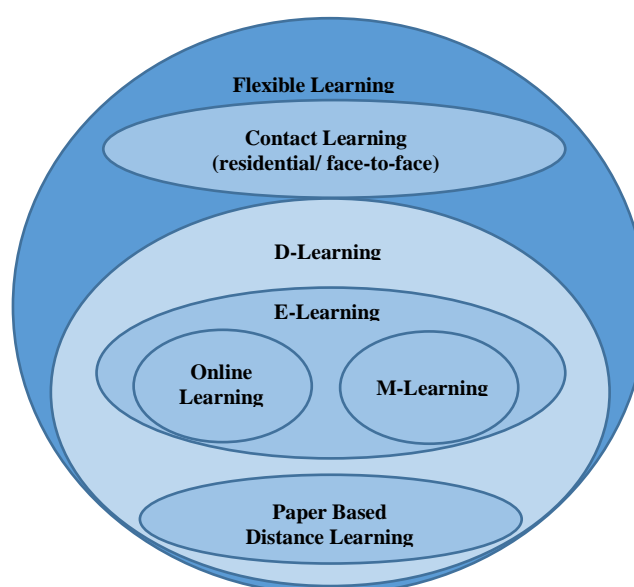 Flexible Learning
Contact Learning
(residential/ face-to-face)
D-Learning
E-Learning
Online
Learning
M-Learning
Paper Based
Distance Learning